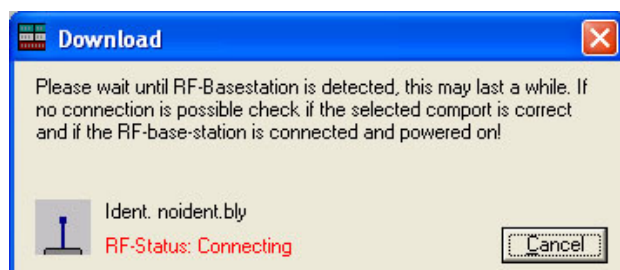 Download
Please wait until RF-Basestation is detected, this may last a while. If
no connection is possible check if the selected comport is correct
and if the RF-base-station is connected and powered on!
Ident. noident.bly
RF-Status: Connecting
Cancel